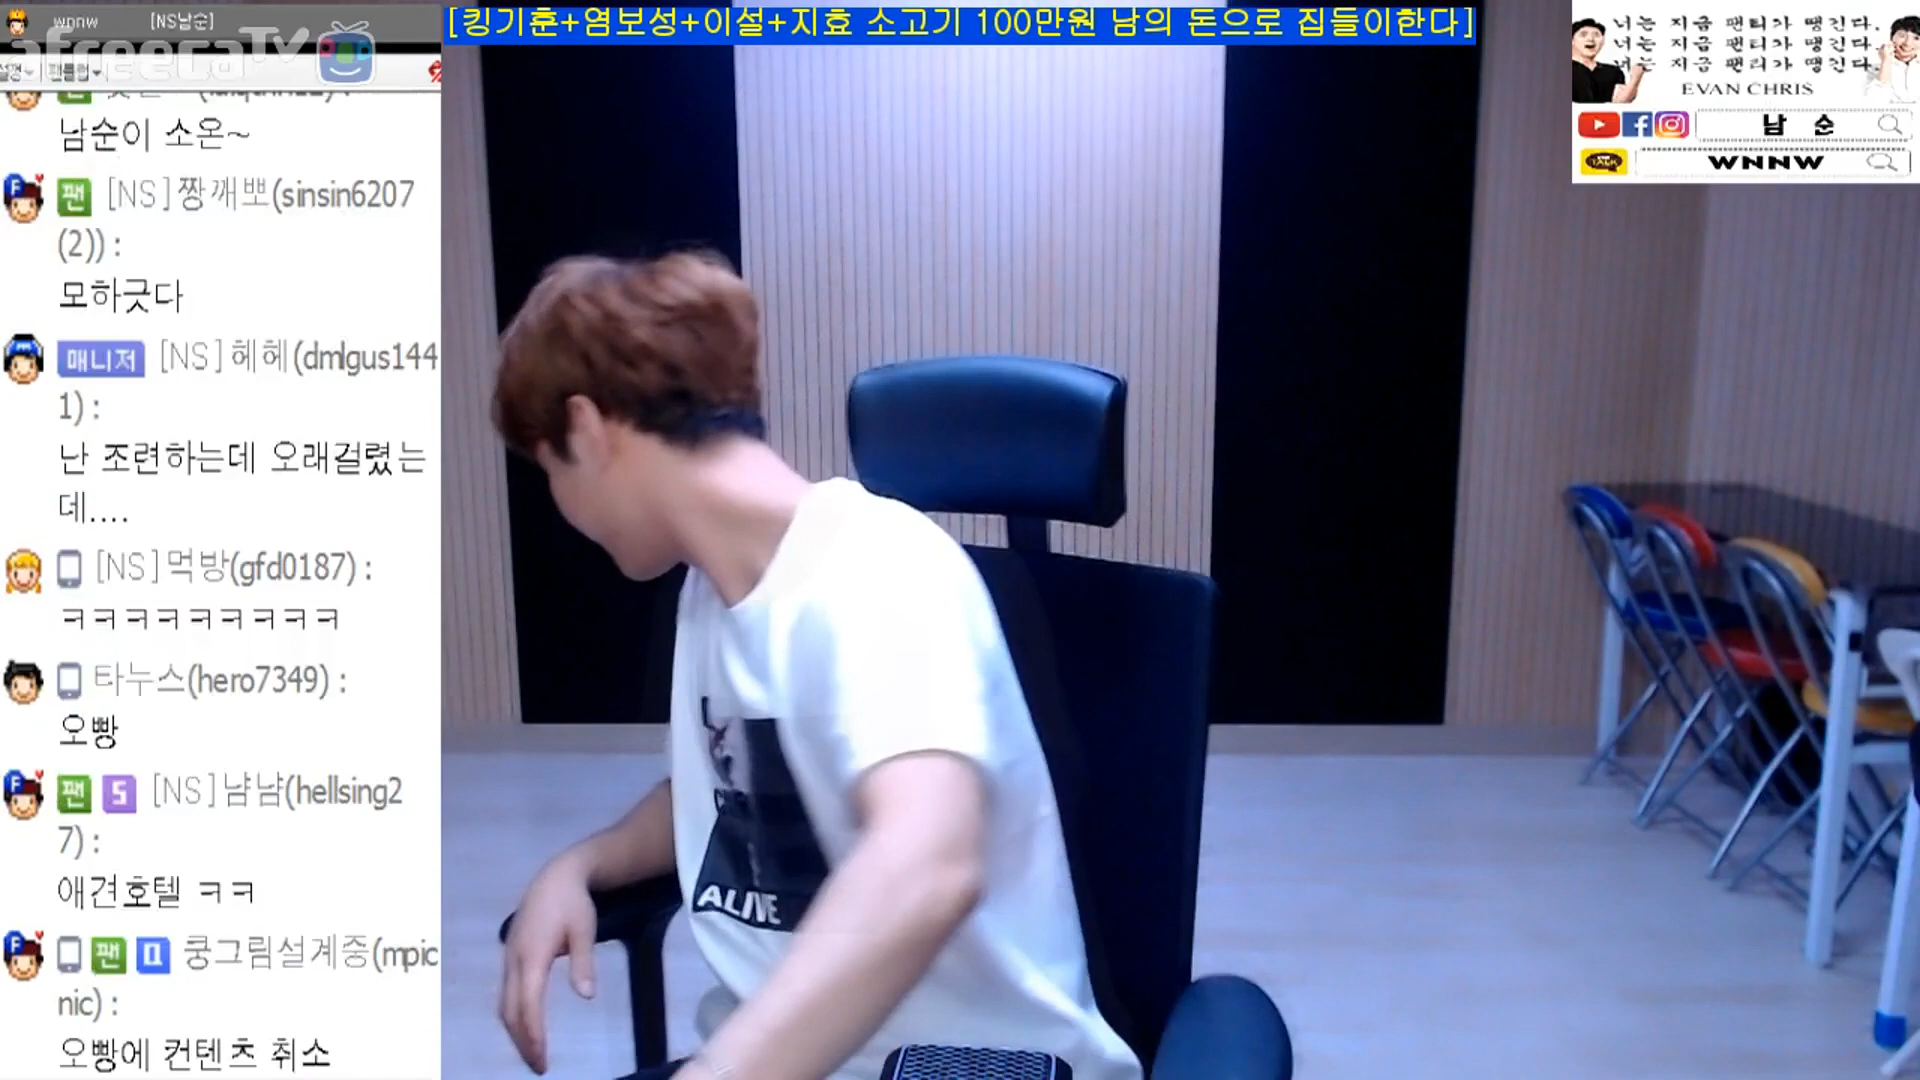 wnnw [NS남순]
afreecaTV
팬클럽
[킹기훈+염보성+이설+지효 소고기 100만원 남의 돈으로 집들이한다]
너는 지금 팬티가 땡긴다.
너는 지금 팬티가 땡긴다.
너는 지금 팬티가 땡긴다.
EVAN CHRIS
남 순
TALK
WNNW
남순이 소온~
팬 [NS]짱깨뽀(sinsin6207
(2)) :
모하긋다
매니저 [NS]헤헤(dmlgus144
1) :
난 조련하는데 오래걸렸는
데....
[NS]먹방(gfd0187) :
ㅋㅋㅋㅋㅋㅋㅋㅋㅋ
타누스(hero7349) :
오빵
팬 S [NS]냠냠(hellsing2
7) :
애견호텔 ㅋㅋ
팬 쿵그림설계중(mpic
nic) :
오빵에 컨텐츠 취소
ALIVE